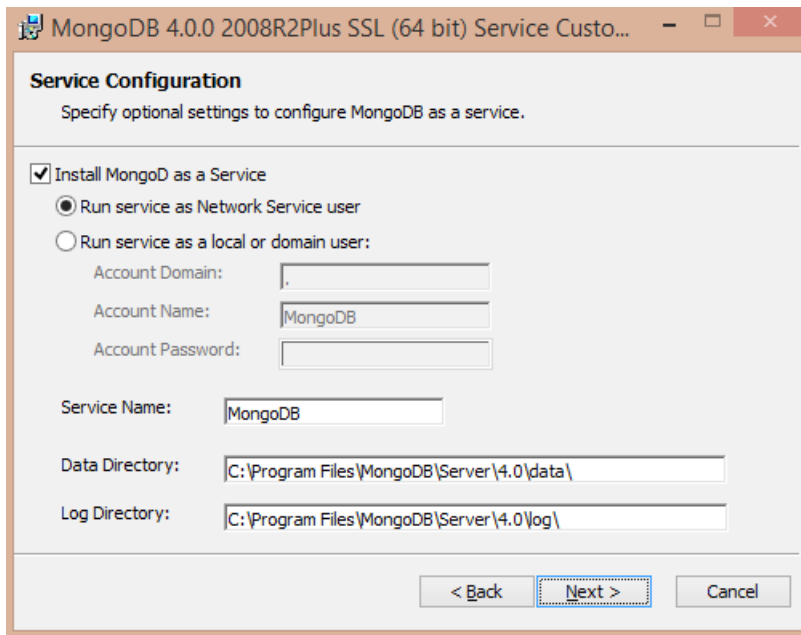 MongoDB 4.0.0 2008R2Plus SSL (64 bit) Service Custo...
Service Configuration
Specify optional settings to configure MongoDB as a service.
Install MongoD as a Service
Run service as Network Service user
Run service as a local or domain user:
Account Domain: .
Account Name: MongoDB
Account Password:
Service Name: MongoDB
Data Directory: C:\Program Files\MongoDB\Server\4.0\data\
Log Directory: C:\Program Files\MongoDB\Server\4.0\log\
< Back Next > Cancel